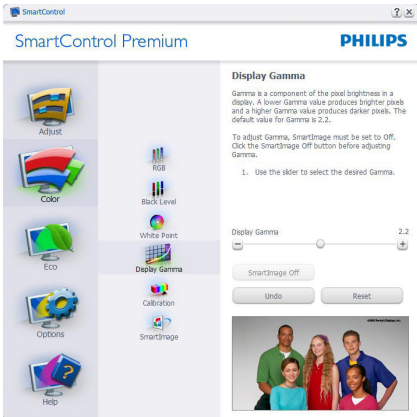 SmartControl
SmartControl Premium
PHILIPS
Adjust
Color
Eco
Options
Help
RGB
Black Level
White Point
Display Gamma
Calibration
SmartImage
Display Gamma
Gamma is a component of the pixel brightness in a
display. A lower Gamma value produces brighter pixels
and a higher Gamma value produces darker pixels. The
default value for Gamma is 2.2.
To adjust Gamma, SmartImage must be set to Off.
Click the SmartImage Off button before adjusting
Gamma.
1. Use the slider to select the desired Gamma.
Display Gamma 2.2
SmartImage Off
Undo Reset